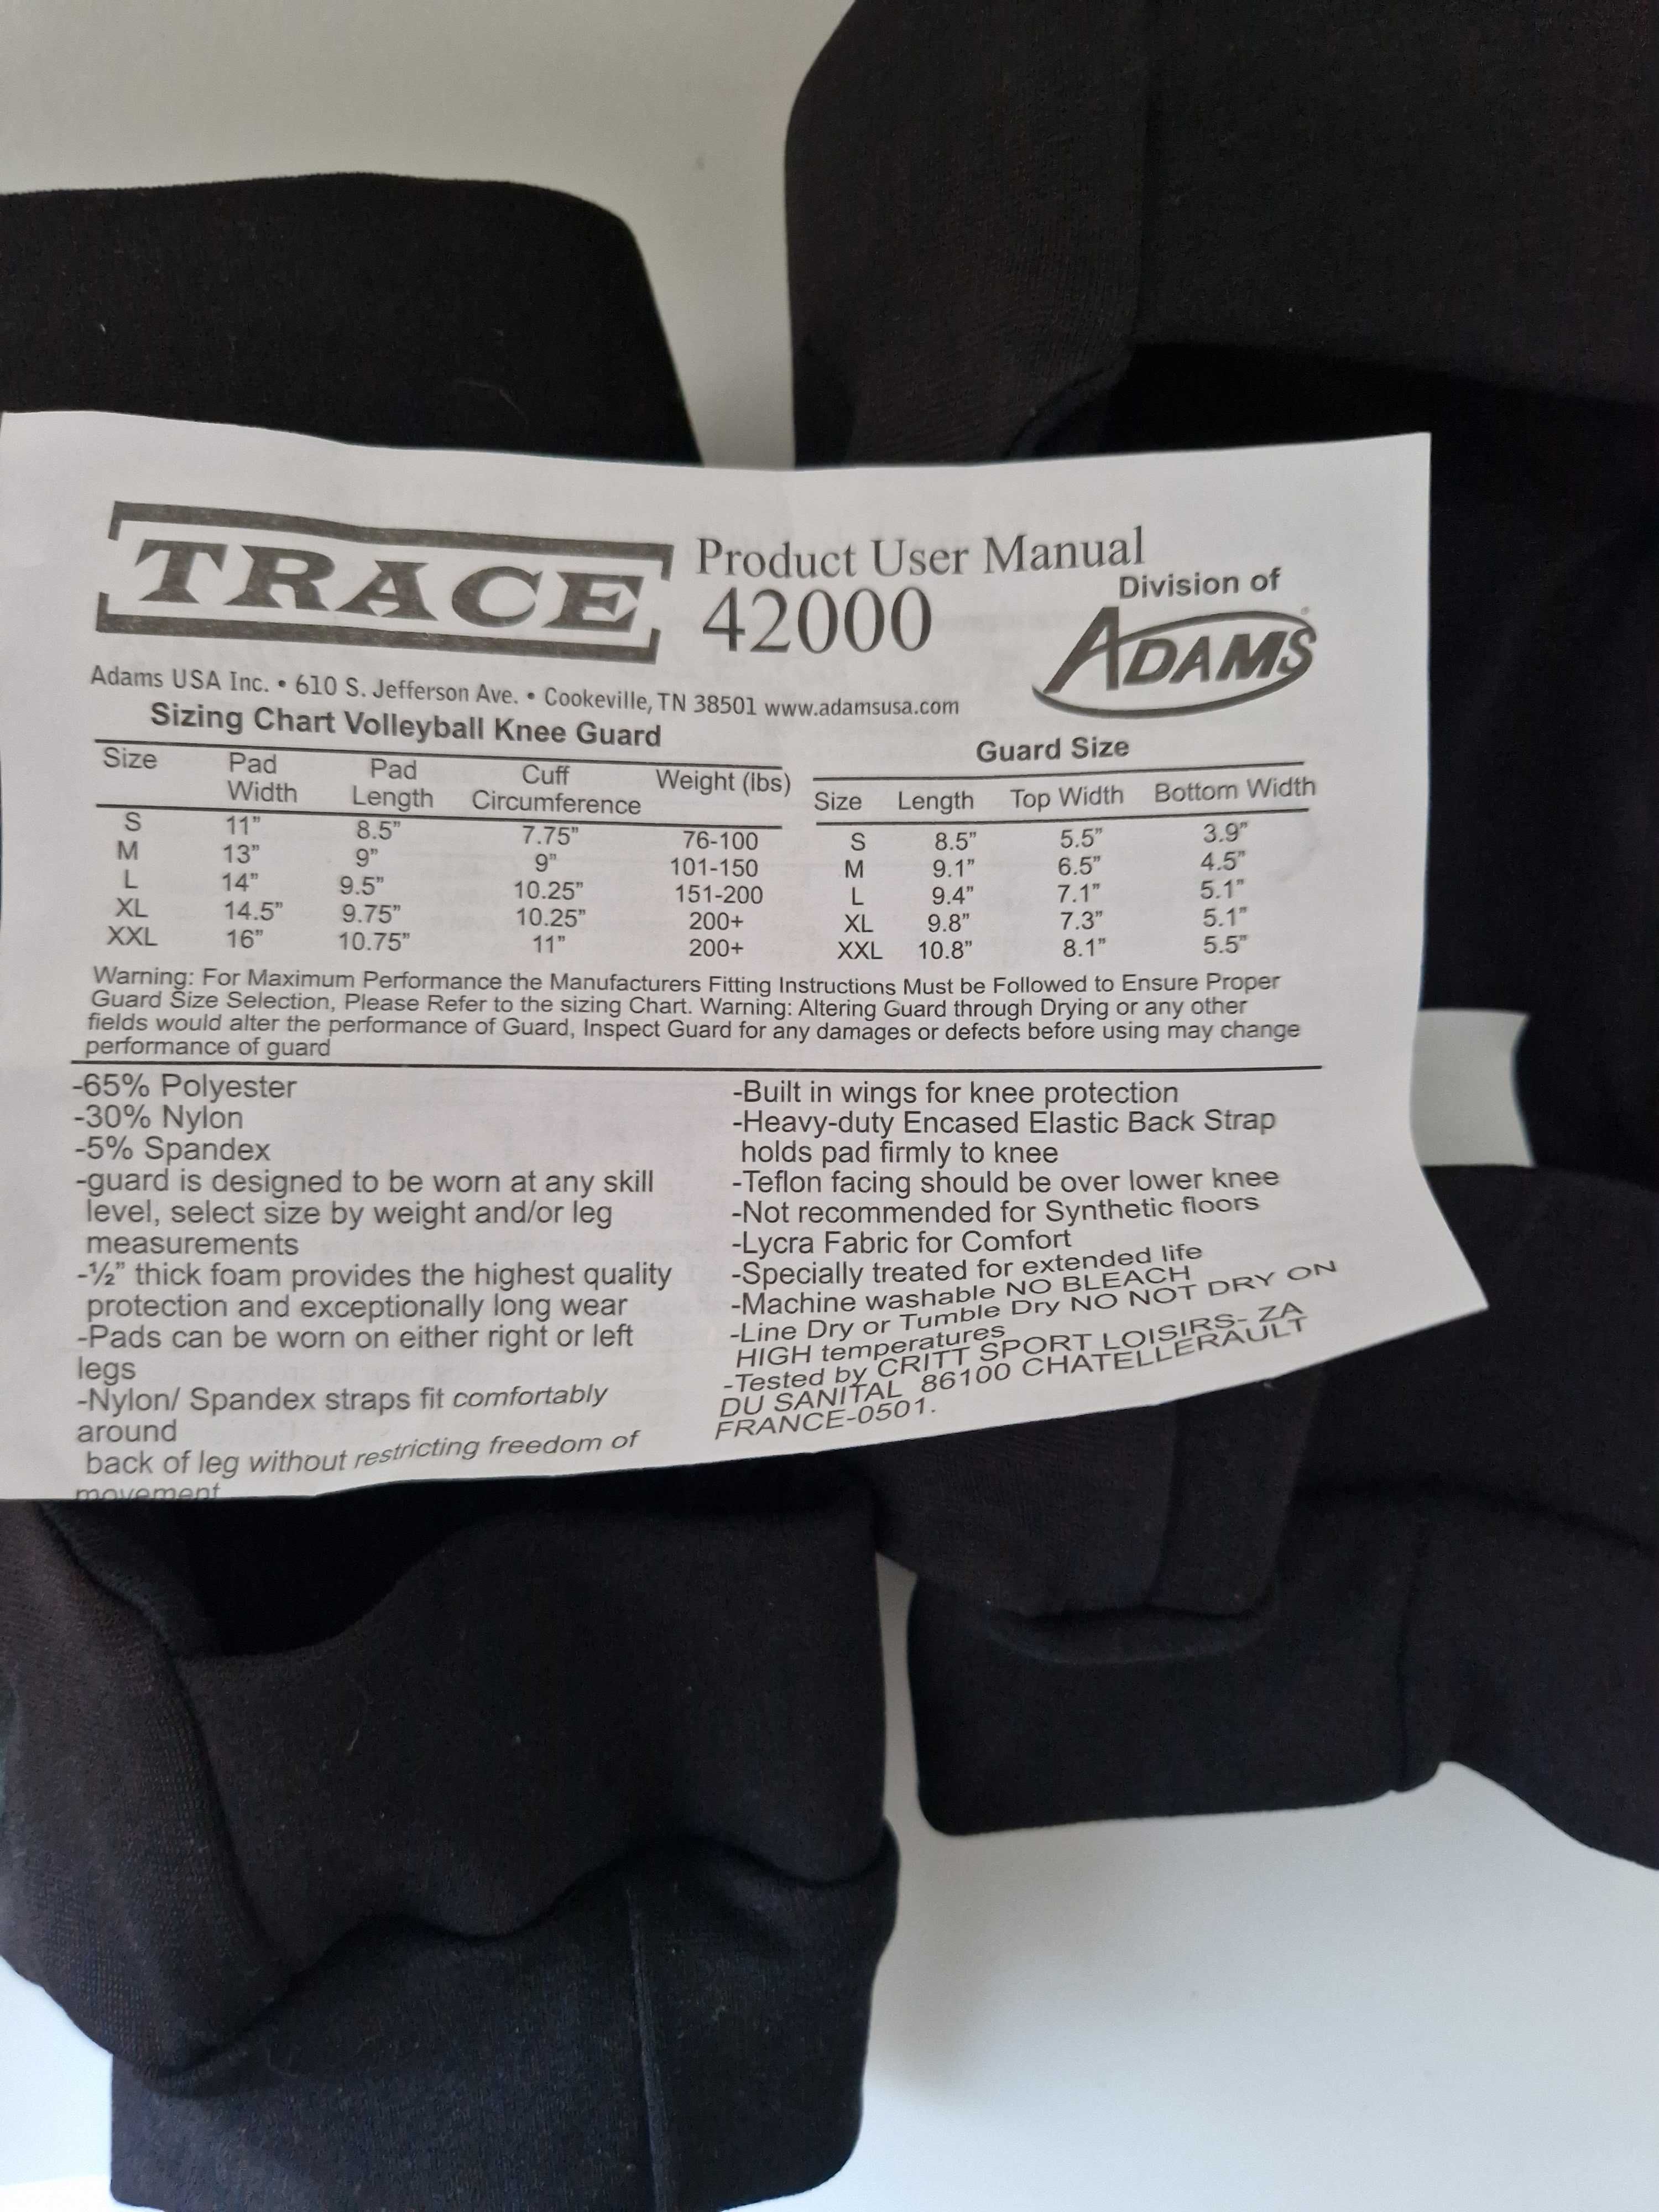 TRACE
Product User Manual
42000
Division of
ADAMS
Adams USA Inc. • 610 S. Jefferson Ave. • Cookeville, TN 38501 www.adamsusa.com
Sizing Chart Volleyball Knee Guard
Size Pad Width Pad Length Cuff Circumference Weight (lbs)
S 11” 8.5” 7.75” 76-100
M 13” 9” 9” 101-150
L 14” 9.5” 10.25” 151-200
XL 14.5” 9.75” 10.25” 200+
XXL 16” 10.75” 11” 200+
Guard Size
Size Length Top Width Bottom Width
S 8.5” 5.5” 3.9”
M 9.1” 6.5” 4.5”
L 9.4” 7.1” 5.1”
XL 9.8” 7.3” 5.1”
XXL 10.8” 8.1” 5.5”
Warning: For Maximum Performance the Manufacturers Fitting Instructions Must be Followed to Ensure Proper
Guard Size Selection, Please Refer to the sizing Chart. Warning: Altering Guard through Drying or any other
fields would alter the performance of Guard, Inspect Guard for any damages or defects before using may change
performance of guard
-65% Polyester
-30% Nylon
-5% Spandex
-guard is designed to be worn at any skill
level, select size by weight and/or leg
measurements
-½” thick foam provides the highest quality
protection and exceptionally long wear
-Pads can be worn on either right or left
legs
-Nylon/ Spandex straps fit comfortably
around
back of leg without restricting freedom of
movement
-Built in wings for knee protection
-Heavy-duty Encased Elastic Back Strap
holds pad firmly to knee
-Teflon facing should be over lower knee
-Not recommended for Synthetic floors
-Lycra Fabric for Comfort
-Specially treated for extended life
-Machine washable NO BLEACH
-Line Dry or Tumble Dry NO NOT DRY ON
HIGH temperatures
-Tested by CRITT SPORT LOISIRS- ZA
DU SANITAL 86100 CHATELLERAULT
FRANCE-0501.